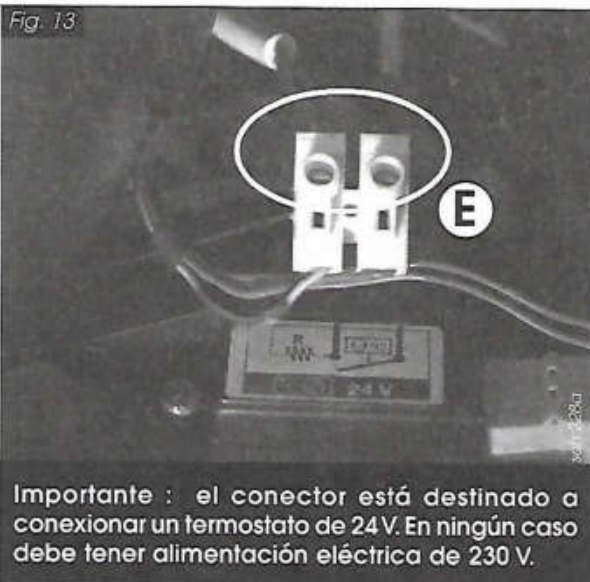 Fig. 13
E
R
24 V
Importante : el conector está destinado a
conexionar un termostato de 24V. En ningún caso
debe tener alimentación eléctrica de 230 V.